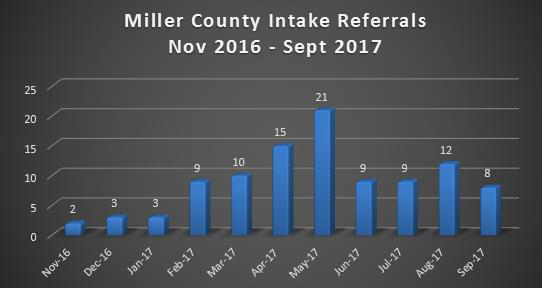 Miller County Intake Referrals
Nov 2016 - Sept 2017
25
20
15
10
5
0
2
3
3
9
10
15
21
9
9
12
8
Nov-16
Dec-16
Jan-17
Feb-17
Mar-17
Apr-17
May-17
Jun-17
Jul-17
Aug-17
Sep-17